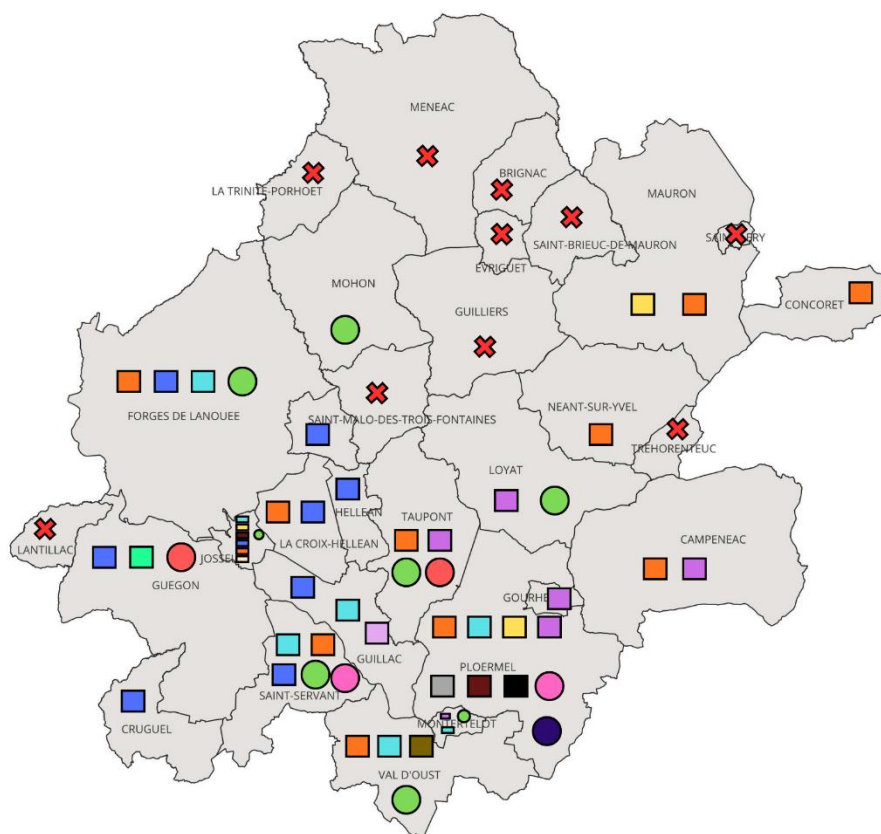 MENEAC
BRIGNAC
LA TRINITE-PORHOET
MAURON
SAINT-BRIEUC-DE-MAURON
EVRIGUET
MOHON
CONCORET
GUILLIERS
NEANT-SUR-YVEL
FORGES DE LANOUEE
SAINT-MALO-DES-TROIS-FONTAINES
TREHORENTEUC
LOYAT
HELLEAN
TAUPONT
CAMPENEAC
LA CROIX-HELLEAN
LANTILLAC
GUEGON
GUILLAC
PLOERMEL
SAINT-SERVANT
MONTERTELOT
CRUGUEL
VAL D'OUST